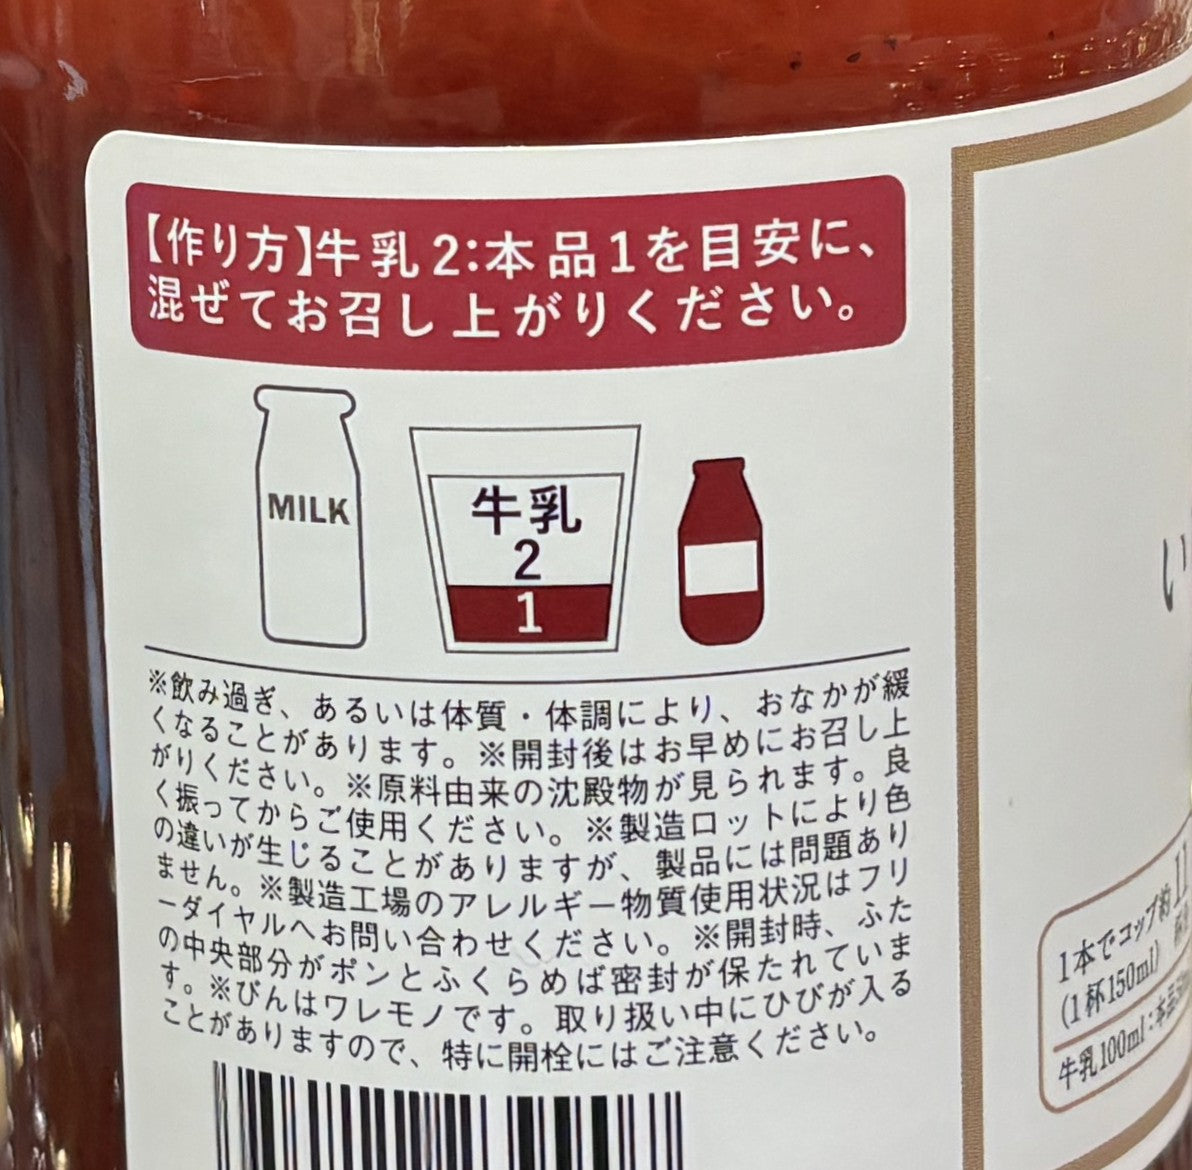 【作り方】牛乳2:本品1を目安に、
混ぜてお召し上がりください。
MILK
牛乳
2
1
※飲み過ぎ、あるいは体質・体調により、おなかが緩
くなることがあります。※開封後はお早めにお召し上
がりください。※原料由来の沈殿物が見られます。良
く振ってからご使用ください。※製造ロットにより色
の違いが生じることがありますが、製品には問題あり
ません。※製造工場のアレルギー物質使用状況はフリ
ーダイヤルへお問い合わせください。※開封時、ふた
の中央部分がポンとふくらめば密封が保たれていま
す。※びんはワレモノです。取り扱い中にひびが入る
ことがありますので、特に開栓にはご注意ください。
い
1本でコップ約11
(1杯150ml)
牛乳100ml:本品50